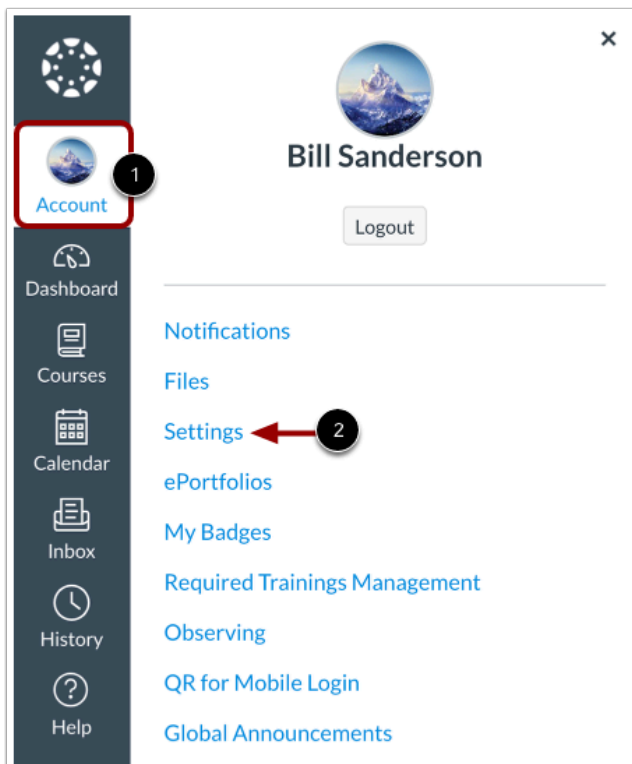 ×
Bill Sanderson
Logout
1
Account
Dashboard
Courses
Calendar
Inbox
History
Help
Notifications
Files
Settings 2
ePortfolios
My Badges
Required Trainings Management
Observing
QR for Mobile Login
Global Announcements